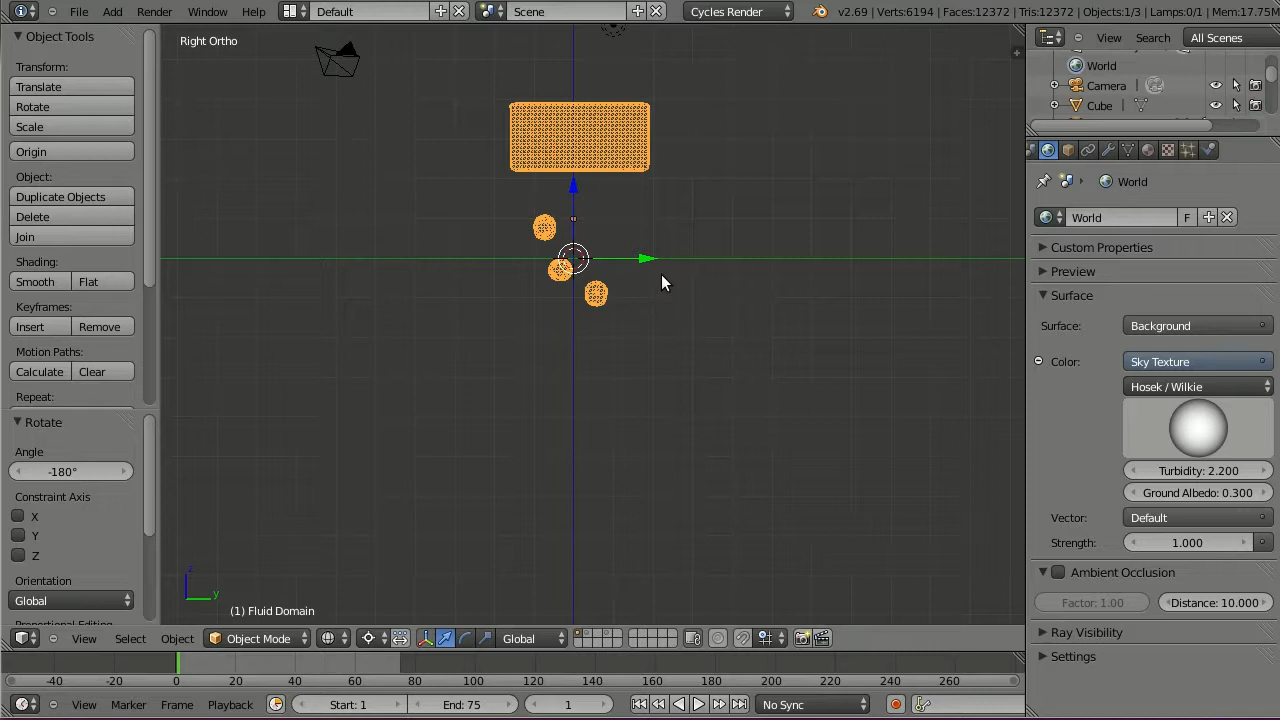 File Add Render Window Help Default Scene Cycles Render v2.69 | Verts:6194 | Faces:12372 | Tris:12372 | Objects:1/3 | Lamps:0/1 | Mem:17.75M
Object Tools
Transform:
Translate
Rotate
Scale
Origin
Object:
Duplicate Objects
Delete
Join
Shading:
Smooth Flat
Keyframes:
Insert Remove
Motion Paths:
Calculate Clear
Repeat:
Rotate
Angle
-180°
Constraint Axis
X
Y
Z
Orientation
Global
Right Ortho
z
y
(1) Fluid Domain
View Select Object Object Mode Global
View Search All Scenes
World
Camera
Cube
World
World F
Custom Properties
Preview
Surface
Surface: Background
Color: Sky Texture
Hosek / Wilkie
Turbidity: 2.200
Ground Albedo: 0.300
Vector: Default
Strength: 1.000
Ambient Occlusion
Factor: 1.00 Distance: 10.000
Ray Visibility
Settings
-40 -20 0 20 40 60 80 100 120 140 160 180 200 220 240 260
View Marker Frame Playback Start: 1 End: 75 1 No Sync